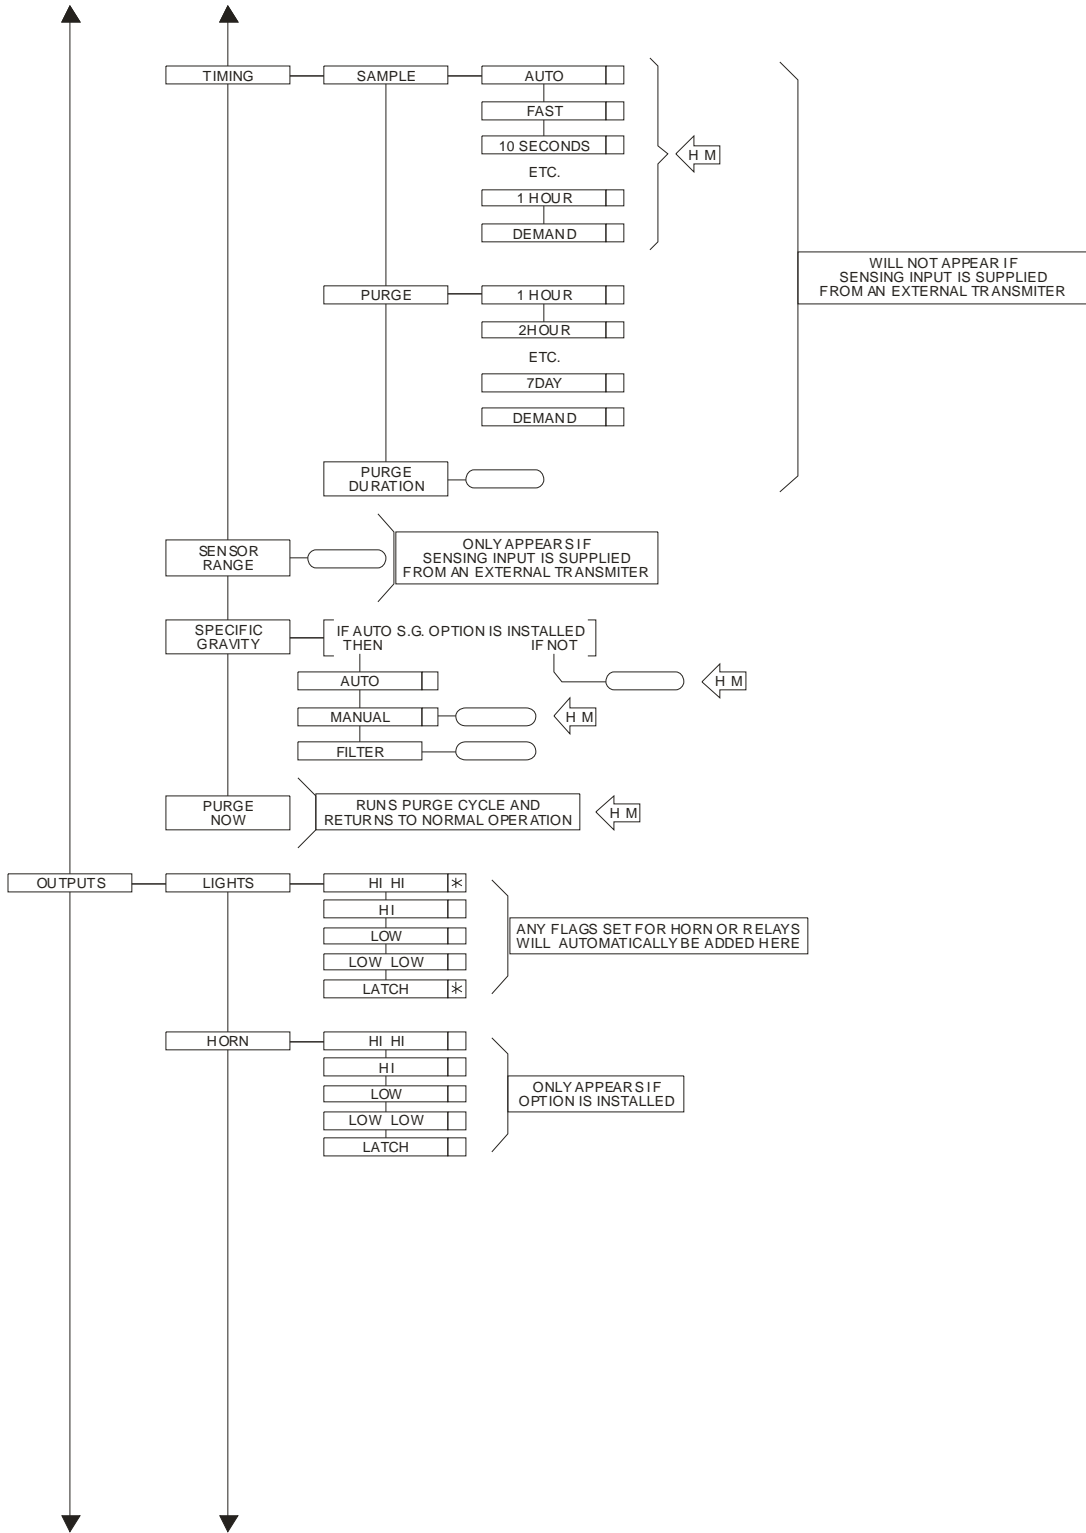 TIMING
SAMPLE
AUTO
FAST
10 SECONDS
ETC.
1 HOUR
DEMAND
H M
WILL NOT APPEAR IF
SENSING INPUT IS SUPPLIED
FROM AN EXTERNAL TRANSMITER
PURGE
1 HOUR
2HOUR
ETC.
7DAY
DEMAND
PURGE
DURATION
SENSOR
RANGE
ONLY APPEARS IF
SENSING INPUT IS SUPPLIED
FROM AN EXTERNAL TRANSMITER
SPECIFIC
GRAVITY
IF AUTO S.G. OPTION IS INSTALLED
THEN
IF NOT
AUTO
H M
MANUAL
H M
FILTER
PURGE
NOW
RUNS PURGE CYCLE AND
RETURNS TO NORMAL OPERATION
H M
OUTPUTS
LIGHTS
HI HI *
HI
LOW
LOW LOW
LATCH *
ANY FLAGS SET FOR HORN OR RELAYS
WILL AUTOMATICALLY BE ADDED HERE
HORN
HI HI
HI
LOW
LOW LOW
LATCH
ONLY APPEARS IF
OPTION IS INSTALLED